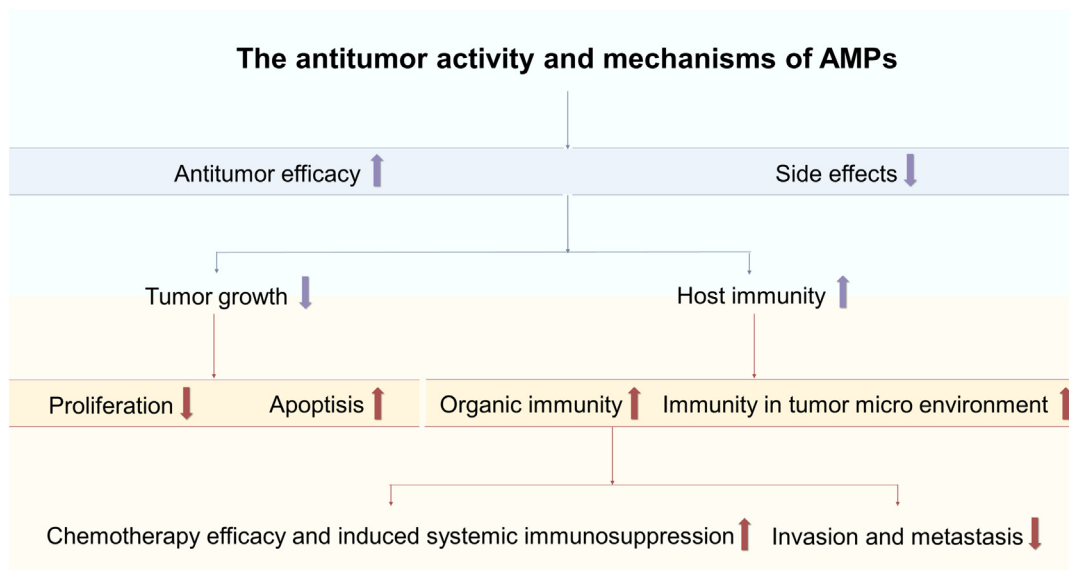 The antitumor activity and mechanisms of AMPs
Antitumor efficacy
Side effects
Tumor growth
Host immunity
Proliferation
Apoptisis
Organic immunity
Immunity in tumor micro environment
Chemotherapy efficacy and induced systemic immunosuppression
Invasion and metastasis